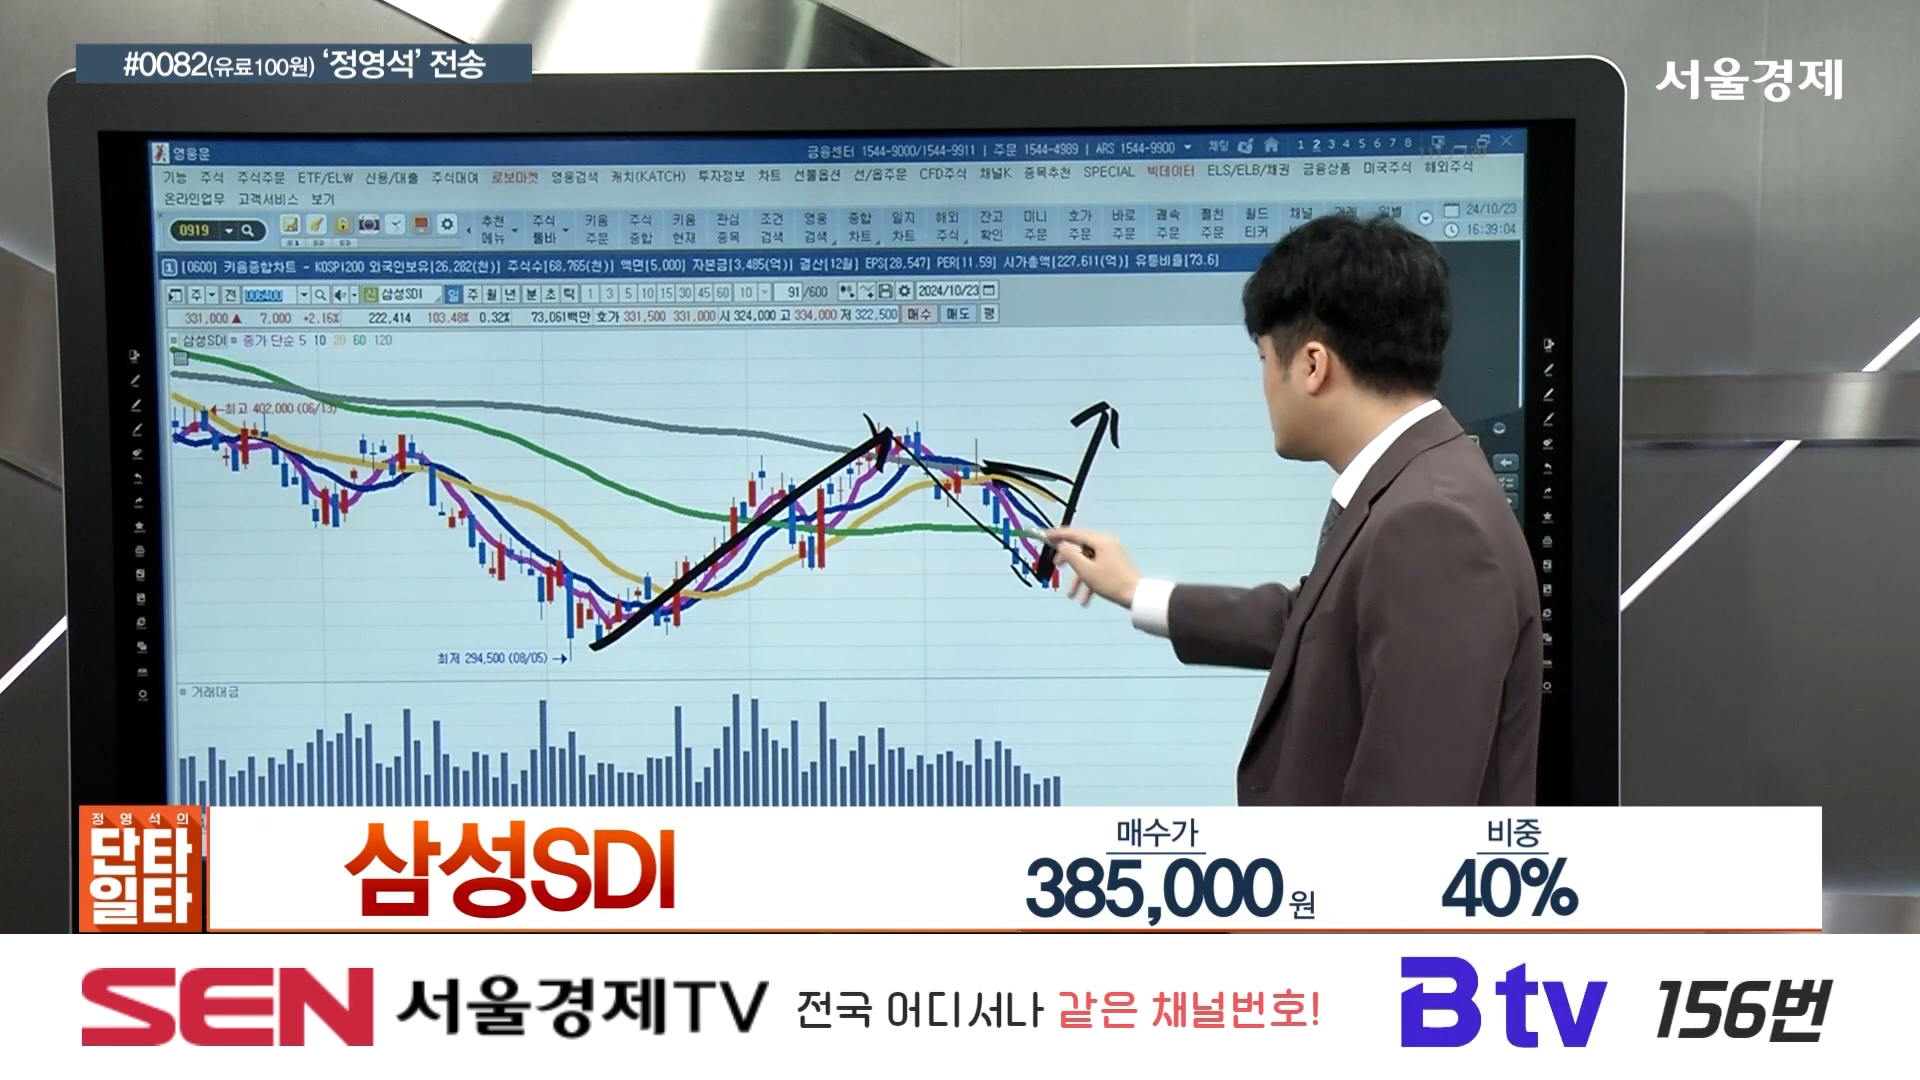 #0082(유료100원) '정영석' 전송
서울경제
영웅문
금융센터 1544-9000/1544-9911 | 주문 1544-4989 | ARS 1544-9900 ▼ 채팅 1 2 3 4 5 6 7 8
기능 주식 주식주문 ETF/ELW 신용/대출 주식대여 로보마켓 영웅검색 캐치(KATCH) 투자정보 차트 선물옵션 선/옵주문 CFD주식 채널K 종목추천 SPECIAL 빅데이터 ELS/ELB/채권 금융상품 미국주식 해외주식
온라인업무 고객서비스 보기
0919 S1 S2 S3
추천메뉴 주식툴바 키움주문 주식종합 키움현재 관심종목 조건검색 영웅검색 종합차트 일지차트 해외주식 잔고확인 미니주문 호가주문 바로주문 쾌속주문 절친주문 월드티커 채널
24/10/23
16:39:04
1 [0600] 키움종합차트 - KOSPI200 외국인보유[26,282(천)] 주식수[68,765(천)] 액면[5,000] 자본금[3,485(억)] 결산[12월] EPS[28,547] PER[11.59] 시가총액[227,611(억)] 유통비율[73.6]
주 전 006400 신 삼성SDI 일 주 월 년 분 초 틱 1 3 5 10 15 30 45 60 10 91/600 2024/10/23
331,000 ▲ 7,000 +2.16% 222,414 103.48% 0.32% 73,061백만 호가 331,500 331,000 시 324,000 고 334,000 저 322,500 매수 매도 평
삼성SDI 종가 단순 5 10 20 60 120
←최고 402,000 (06/13)
최저 294,500 (08/05)→
거래대금
정영석의
단타
일타
삼성SDI
매수가
385,000원
비중
40%
SEN 서울경제TV 전국 어디서나 같은 채널번호! B tv 156번